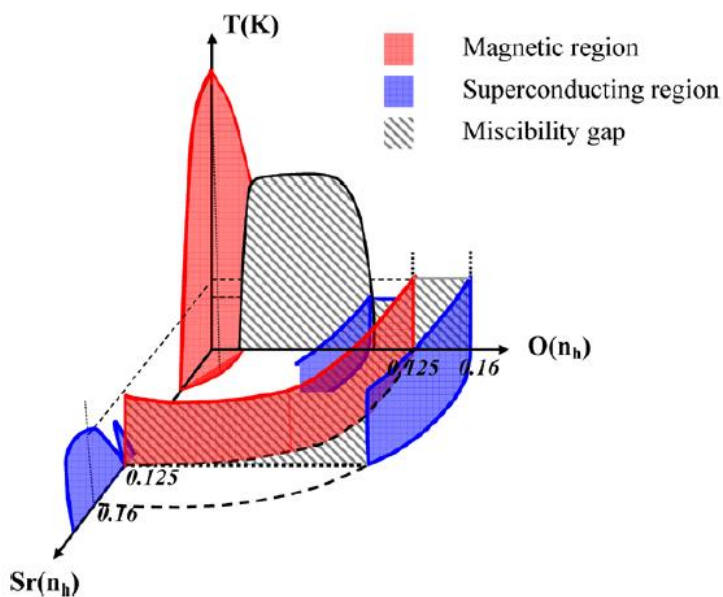 T(K)
Magnetic region
Superconducting region
Miscibility gap
O(nh)
0.125
0.16
0.125
0.16
Sr(nh)